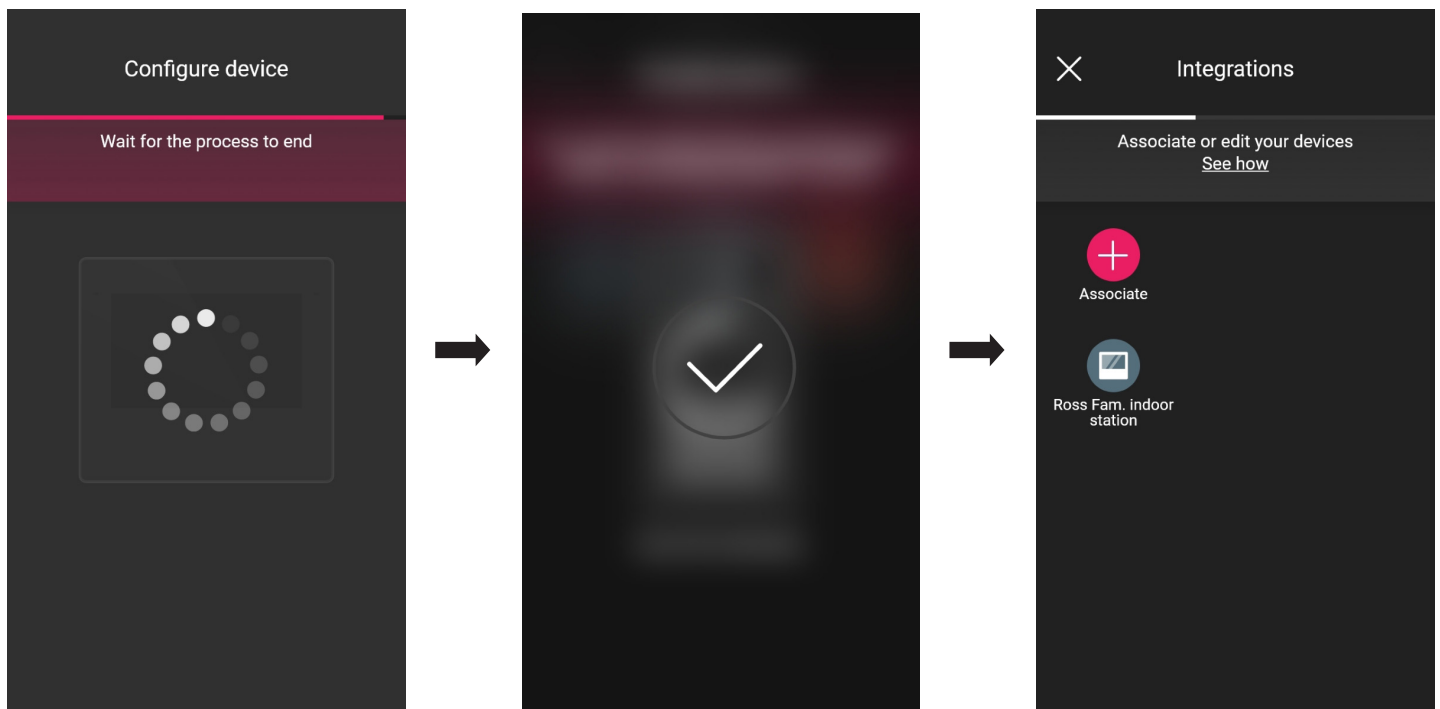 Configure device
Wait for the process to end
Integrations
Associate or edit your devices
See how
Associate
Ross Fam. indoor
station